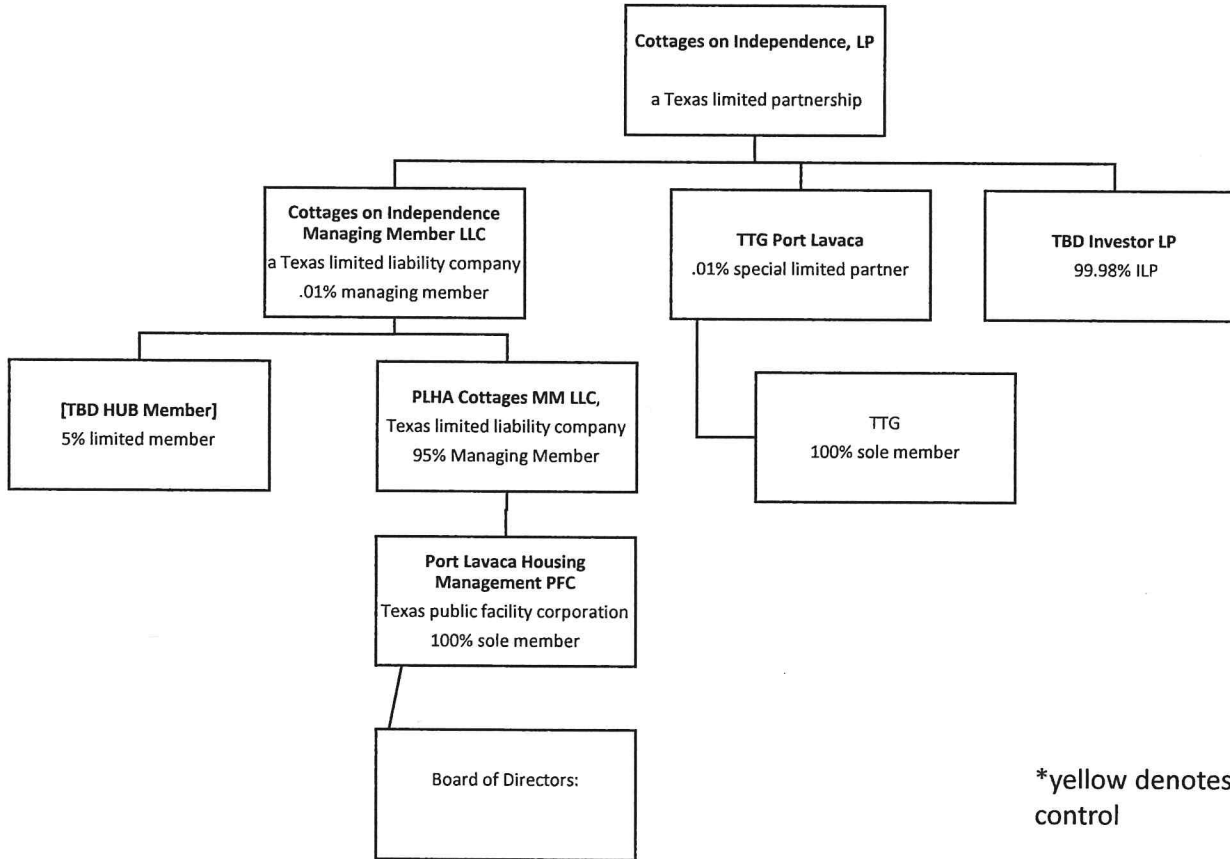 Cottages on Independence, LP
a Texas limited partnership
Cottages on Independence
Managing Member LLC
a Texas limited liability company
.01% managing member
TTG Port Lavaca
.01% special limited partner
TBD Investor LP
99.98% ILP
[TBD HUB Member]
5% limited member
PLHA Cottages MM LLC,
Texas limited liability company
95% Managing Member
TTG
100% sole member
Port Lavaca Housing
Management PFC
Texas public facility corporation
100% sole member
Board of Directors:
*yellow denotes
control